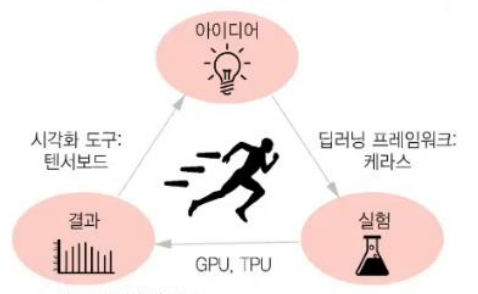 아이디어
시각화 도구:
텐서보드
딥러닝 프레임워크:
케라스
결과
실험
GPU, TPU